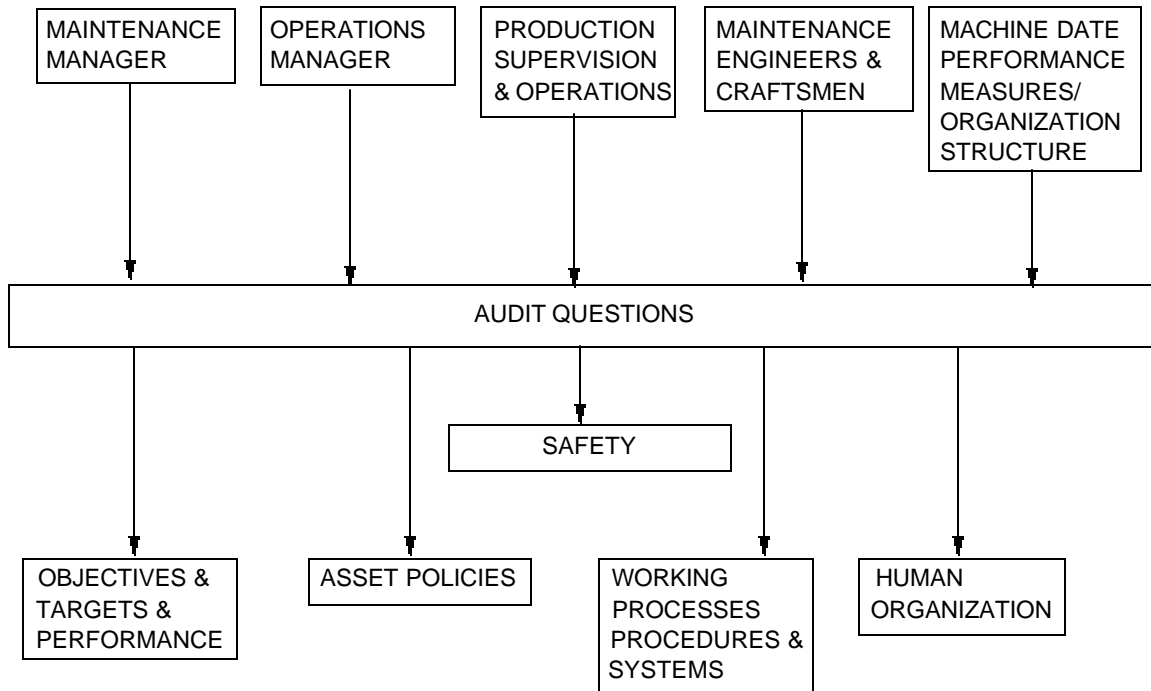 MAINTENANCE
MANAGER
OPERATIONS
MANAGER
PRODUCTION
SUPERVISION
& OPERATIONS
MAINTENANCE
ENGINEERS &
CRAFTSMEN
MACHINE DATE
PERFORMANCE
MEASURES/
ORGANIZATION
STRUCTURE
AUDIT QUESTIONS
SAFETY
OBJECTIVES &
TARGETS &
PERFORMANCE
ASSET POLICIES
WORKING
PROCESSES
PROCEDURES &
SYSTEMS
HUMAN
ORGANIZATION